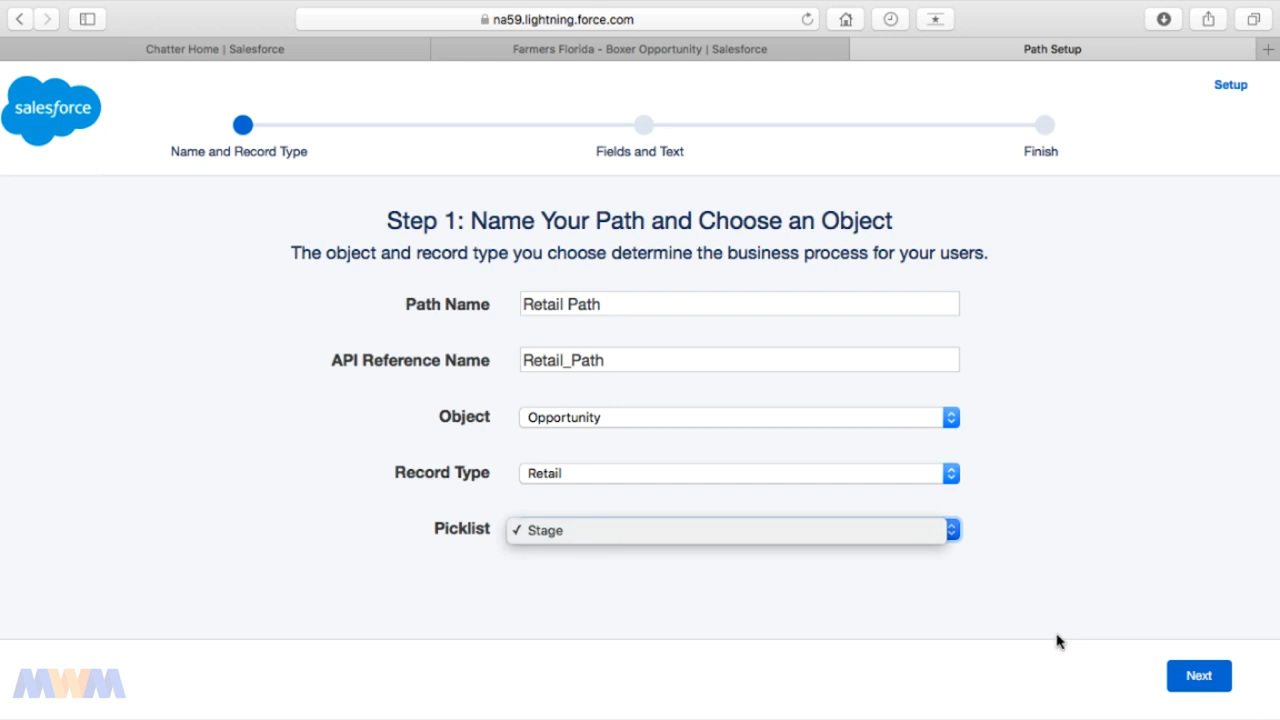 na59.lightning.force.com
Chatter Home | Salesforce
Farmers Florida - Boxer Opportunity | Salesforce
Path Setup
salesforce
Setup
Name and Record Type
Fields and Text
Finish
Step 1: Name Your Path and Choose an Object
The object and record type you choose determine the business process for your users.
Path Name
Retail Path
API Reference Name
Retail_Path
Object
Opportunity
Record Type
Retail
Picklist
✓ Stage
MWM
Next